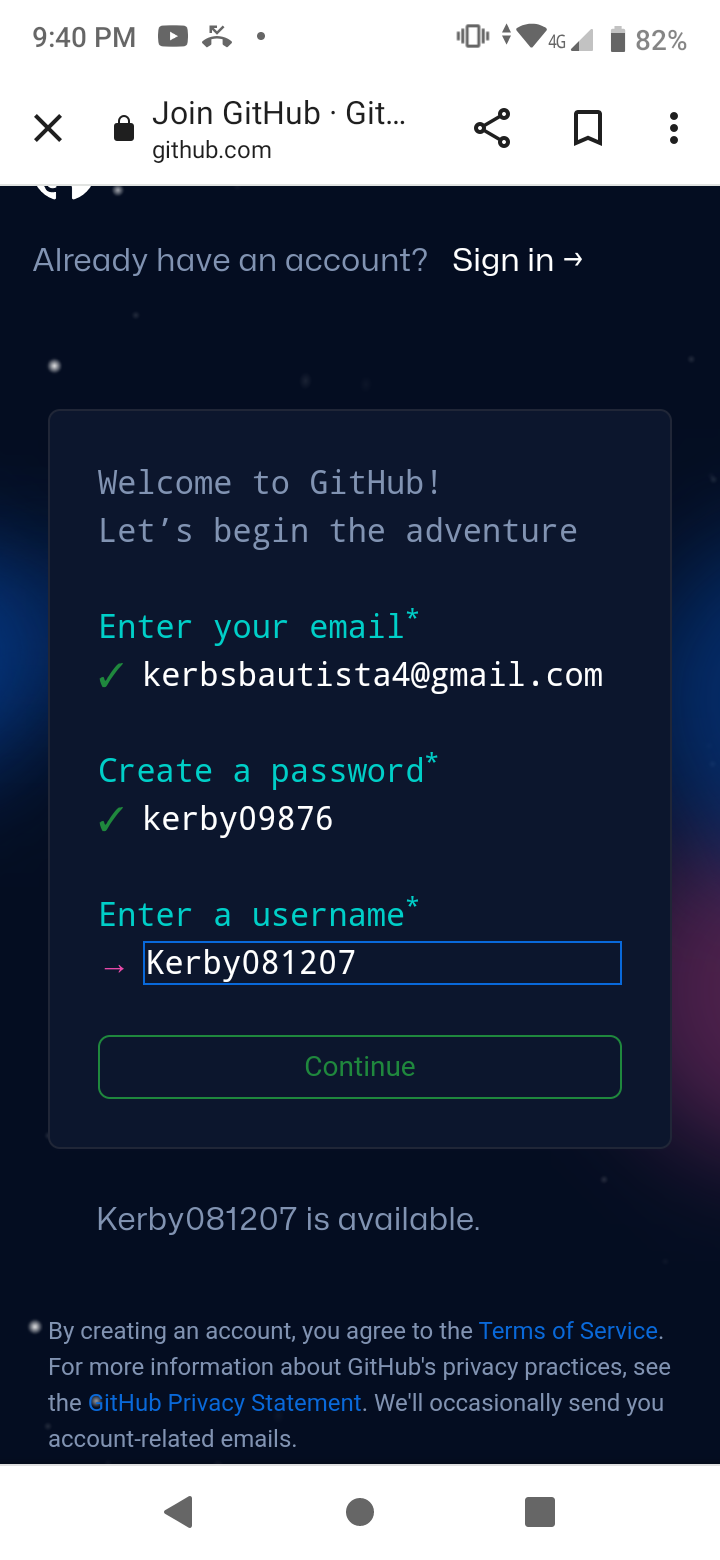 9:40 PM 4G 82%
Join GitHub · Git...
github.com
Already have an account? Sign in →
Welcome to GitHub!
Let’s begin the adventure
Enter your email*
✓ kerbsbautista4@gmail.com
Create a password*
✓ kerby09876
Enter a username*
→ Kerby081207
Continue
Kerby081207 is available.
By creating an account, you agree to the Terms of Service.
For more information about GitHub's privacy practices, see
the GitHub Privacy Statement. We'll occasionally send you
account-related emails.